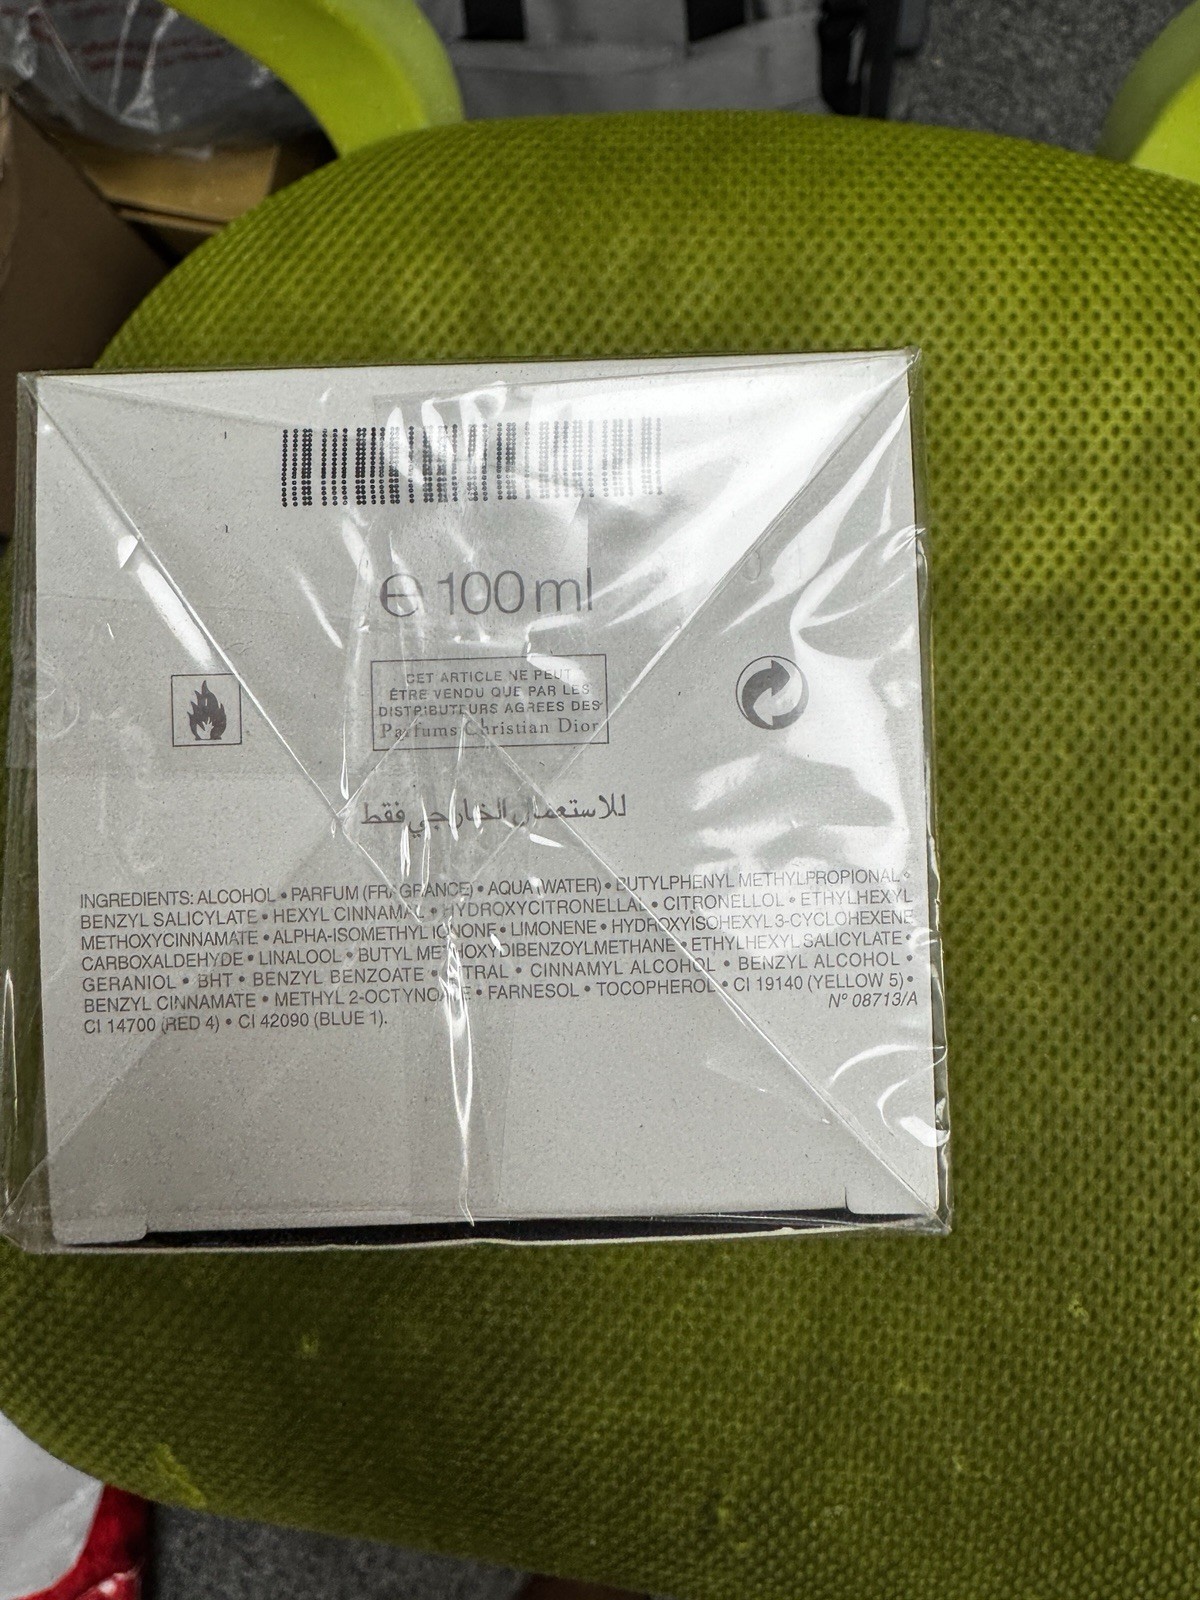 e 100 ml
CET ARTICLE NE PEUT
ÊTRE VENDU QUE PAR LES
DISTRIBUTEURS AGREES DES
Parfums Christian Dior
للاستعمال الخارجي فقط
INGREDIENTS: ALCOHOL • PARFUM (FRAGRANCE) • AQUA (WATER) • BUTYLPHENYL METHYLPROPIONAL •
BENZYL SALICYLATE • HEXYL CINNAMAL • HYDROXYCITRONELLAL • CITRONELLOL • ETHYLHEXYL
METHOXYCINNAMATE • ALPHA-ISOMETHYL IONONE • LIMONENE • HYDROXYISOHEXYL 3-CYCLOHEXENE
CARBOXALDEHYDE • LINALOOL • BUTYL METHOXYDIBENZOYLMETHANE • ETHYLHEXYL SALICYLATE •
GERANIOL • BHT • BENZYL BENZOATE • CITRAL • CINNAMYL ALCOHOL • BENZYL ALCOHOL •
BENZYL CINNAMATE • METHYL 2-OCTYNOATE • FARNESOL • TOCOPHEROL • CI 19140 (YELLOW 5) •
CI 14700 (RED 4) • CI 42090 (BLUE 1).
N° 08713/A